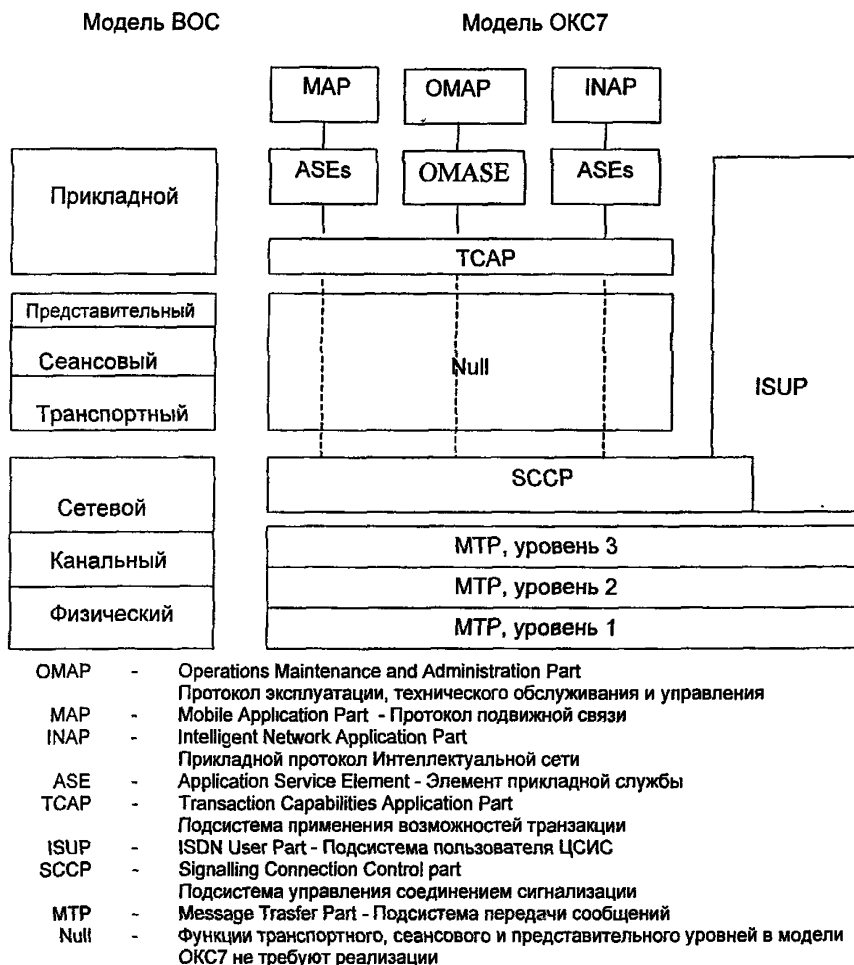 Модель ВОС Модель ОКС7
MAP OMAP INAP
ASEs OMASE ASEs
Прикладной
TCAP
Представительный
Сеансовый
Null
ISUP
Транспортный
SCCP
Сетевой
МТР, уровень 3
Канальный
МТР, уровень 2
Физический
МТР, уровень 1
OMAP - Operations Maintenance and Administration Part
Протокол эксплуатации, технического обслуживания и управления
MAP - Mobile Application Part - Протокол подвижной связи
INAP - Intelligent Network Application Part
Прикладной протокол Интеллектуальной сети
ASE - Application Service Element - Элемент прикладной службы
TCAP - Transaction Capabilities Application Part
Подсистема применения возможностей транзакции
ISUP - ISDN User Part - Подсистема пользователя ЦСИС
SCCP - Signalling Connection Control part
Подсистема управления соединением сигнализации
MTP - Message Trasfer Part - Подсистема передачи сообщений
Null - Функции транспортного, сеансового и представительного уровней в модели
ОКС7 не требуют реализации